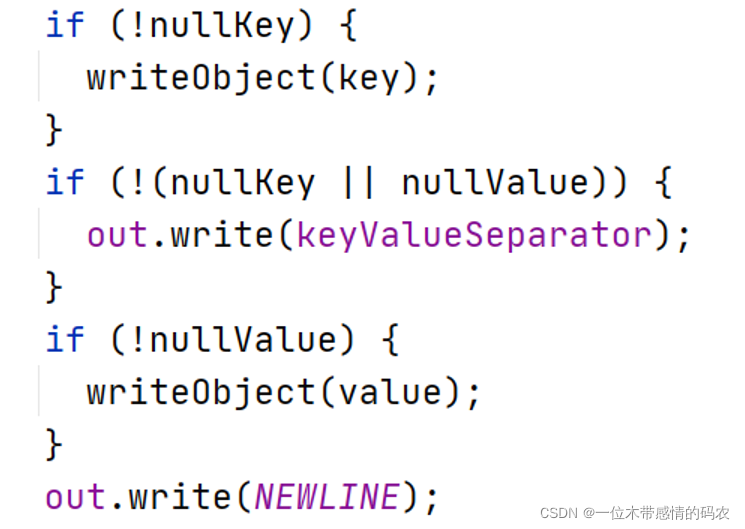 if (!nullKey) {
  writeObject(key);
}
if (!(nullKey || nullValue)) {
  out.write(keyValueSeparator);
}
if (!nullValue) {
  writeObject(value);
}
out.write(NEWLINE);
CSDN @一位木带感情的码农